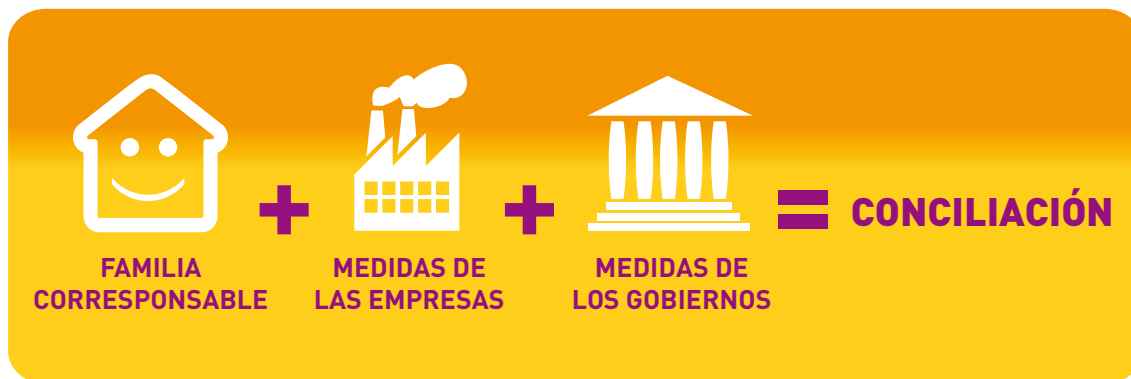 FAMILIA
CORRESPONSABLE
+
MEDIDAS DE
LAS EMPRESAS
+
MEDIDAS DE
LOS GOBIERNOS
=
CONCILIACIÓN